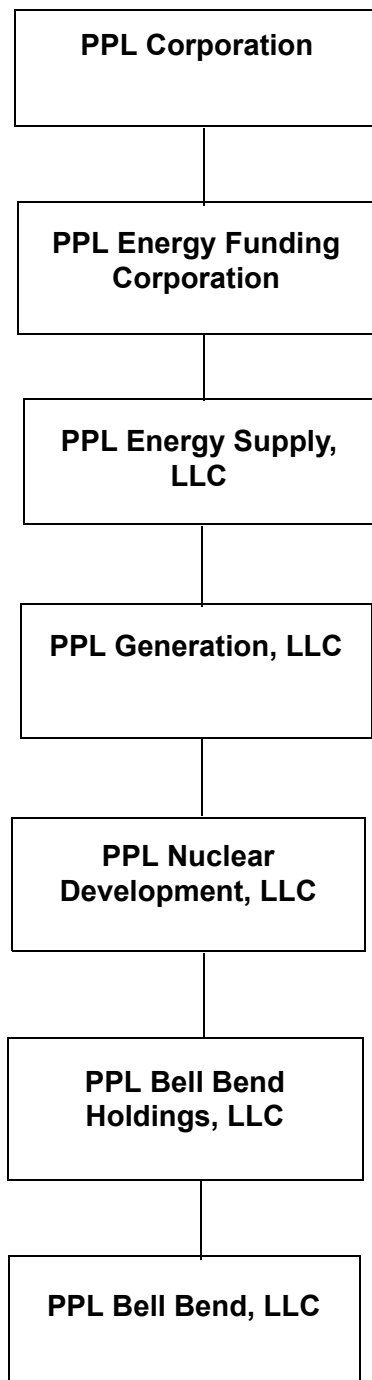 PPL Corporation
PPL Energy Funding
Corporation
PPL Energy Supply,
LLC
PPL Generation, LLC
PPL Nuclear
Development, LLC
PPL Bell Bend
Holdings, LLC
PPL Bell Bend, LLC